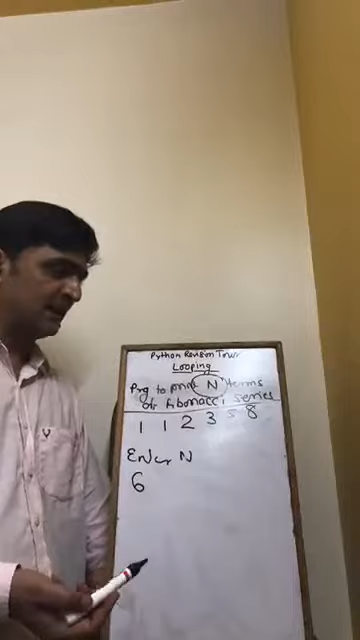 Python Revision Tour
Looping
Prg to print 'N' terms
of fibonacci series
1 1 2 3 5 8
Enter N
6